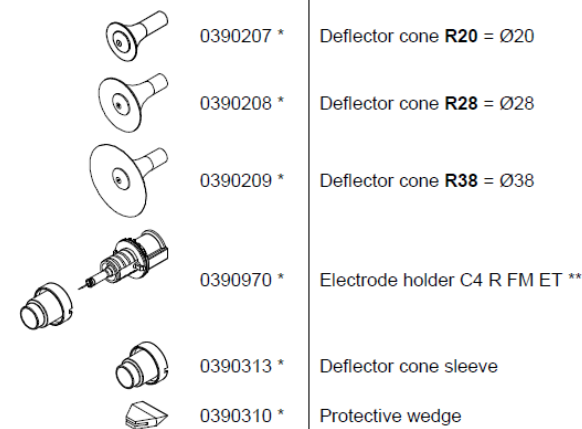 0390207 * Deflector cone R20 = Ø20
0390208 * Deflector cone R28 = Ø28
0390209 * Deflector cone R38 = Ø38
0390970 * Electrode holder C4 R FM ET **
0390313 * Deflector cone sleeve
0390310 * Protective wedge